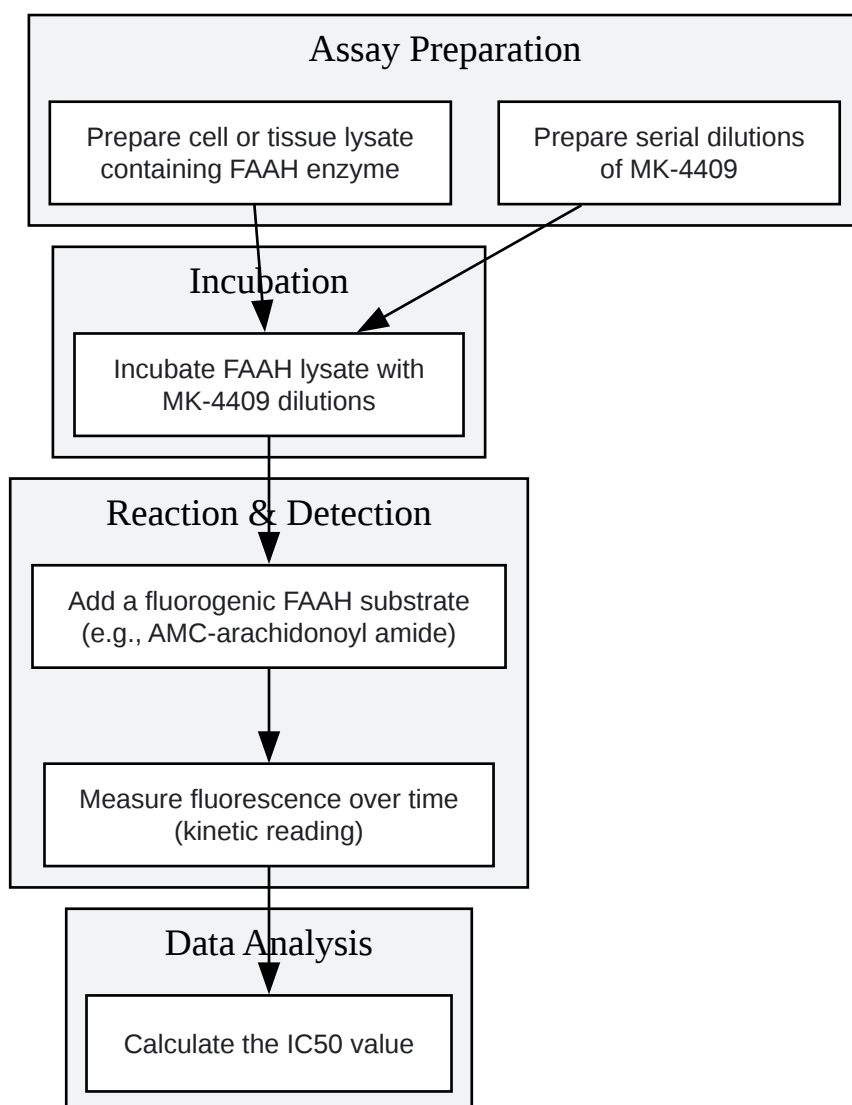 Assay Preparation
Prepare cell or tissue lysate
containing FAAH enzyme
Prepare serial dilutions
of MK-4409
Incubation
Incubate FAAH lysate with
MK-4409 dilutions
Reaction & Detection
Add a fluorogenic FAAH substrate
(e.g., AMC-arachidonoyl amide)
Measure fluorescence over time
(kinetic reading)
Data Analysis
Calculate the IC50 value